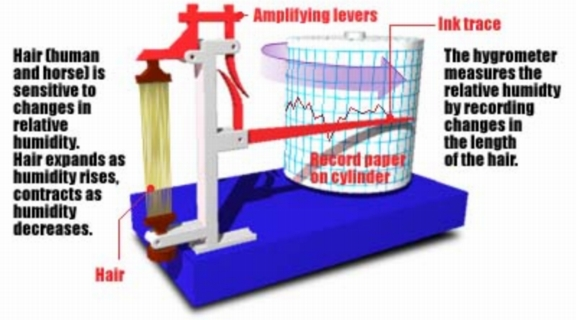 Amplifying levers
Ink trace
Hair (human
and horse) is
sensitive to
changes in
relative
humidity.
Hair expands as
humidity rises,
contracts as
humidity
decreases.
The hygrometer
measures the
relative humidty
by recording
changes in
the length
of the hair.
Record paper
on cylinder
Hair